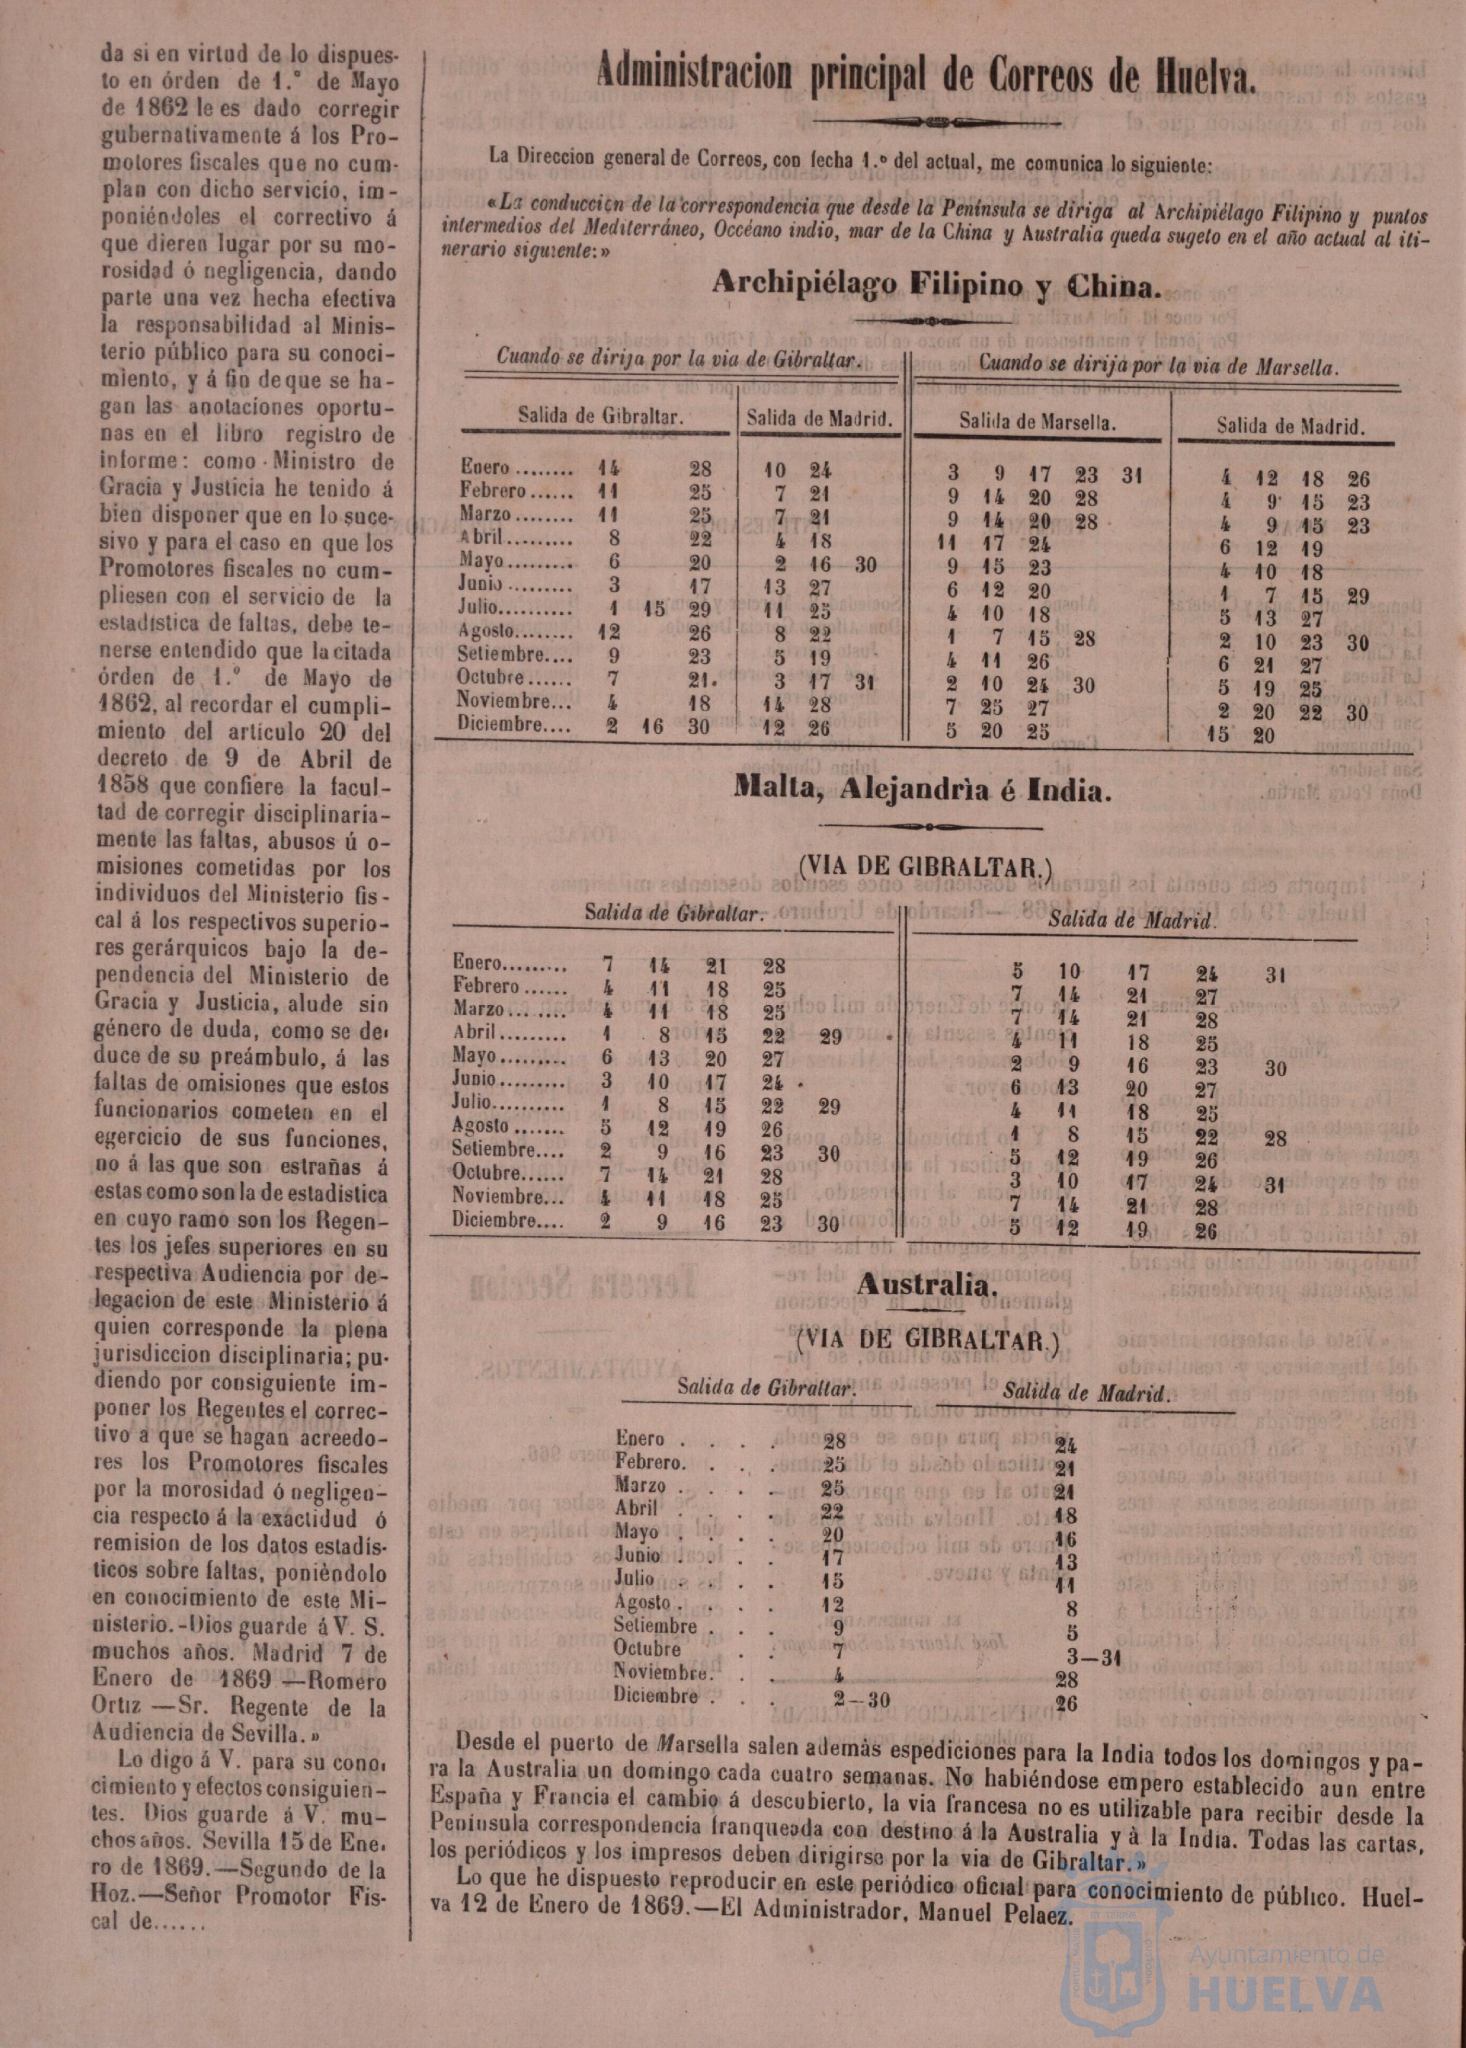 da si en virtud de lo dispues-
to en órden de 1.º de Mayo
de 1862 le es dado corregir
gubernativamente á los Pro-
motores fiscales que no cum-
plan con dicho servicio, im-
poniéndoles el correctivo á
que dieren lugar por su mo-
rosidad ó negligencia, dando
parte una vez hecha efectiva
la responsabilidad al Minis-
terio público para su conoci-
miento, y á fin de que se ha-
gan las anotaciones oportu-
nas en el libro registro de
informe: como Ministro de
Gracia y Justicia he tenido á
bien disponer que en lo suce-
sivo y para el caso en que los
Promotores fiscales no cum-
pliesen con el servicio de la
estadística de faltas, debe te-
nerse entendido que la citada
órden de 1.º de Mayo de
1862, al recordar el cumpli-
miento del artículo 20 del
decreto de 9 de Abril de
1858 que confiere la facul-
tad de corregir disciplinaria-
mente las faltas, abusos ú o-
misiones cometidas por los
individuos del Ministerio fis-
cal á los respectivos superio-
res gerárquicos bajo la de-
pendencia del Ministerio de
Gracia y Justicia, alude sin
género de duda, como se de-
duce de su preámbulo, á las
faltas de omisiones que estos
funcionarios cometen en el
egercicio de sus funciones,
no á las que son estrañas á
estas como son la de estadistica
en cuyo ramo son los Regen-
tes los jefes superiores en su
respectiva Audiencia por de-
legacion de este Ministerio á
quien corresponde la plena
jurisdiccion disciplinaria; pu-
diendo por consiguiente im-
poner los Regentes el correc-
tivo á que se hagan acreedo-
res los Promotores fiscales
por la morosidad ó negligen-
cia respecto á la exáctidud ó
remision de los datos estadís-
ticos sobre faltas, poniéndolo
en conocimiento de este Mi-
nisterio.-Dios guarde á V. S.
muchos años. Madrid 7 de
Enero de 1869—Romero
Ortiz—Sr. Regente de la
Audiencia de Sevilla.»
Lo digo á V. para su cono-
cimiento y efectos consiguien-
tes. Dios guarde á V. mu-
chos años. Sevilla 15 de Ene-
ro de 1869.—Segundo de la
Hoz.—Señor Promotor Fis-
cal de......
Administracion principal de Correos de Huelva.
La Direccion general de Correos, con fecha 1.º del actual, me comunica lo siguiente:
«La conduccion de la correspondencia que desde la Península se diriga al Archipiélago Filipino y puntos
intermedios del Mediterráneo, Occéano indio, mar de la China y Australia queda sugeto en el año actual al iti-
nerario siguiente:»
Archipiélago Filipino y China.
Cuando se dirija por la via de Gibraltar. Cuando se dirija por la via de Marsella.
Salida de Gibraltar. Salida de Madrid. Salida de Marsella. Salida de Madrid.
Enero........ 14 28 10 24 3 9 17 23 31 4 12 18 26
Febrero...... 11 25 7 21 9 14 20 28 4 9 15 23
Marzo........ 11 25 7 21 9 14 20 28 4 9 15 23
Abril......... 8 22 4 18 11 17 24 6 12 19
Mayo......... 6 20 2 16 30 9 15 23 4 10 18
Junio......... 3 17 13 27 6 12 20 1 7 15 29
Julio.......... 1 15 29 11 25 4 10 18 5 13 27
Agosto........ 12 26 8 22 1 7 15 28 2 10 23 30
Setiembre.... 9 23 5 19 4 11 26 6 21 27
Octubre...... 7 21. 3 17 31 2 10 24 30 5 19 25
Noviembre... 4 18 14 28 7 25 27 2 20 22 30
Diciembre.... 2 16 30 12 26 5 20 25 15 20
Malta, Alejandrìa é India.
(VIA DE GIBRALTAR.)
Salida de Gibraltar. Salida de Madrid.
Enero......... 7 14 21 28 5 10 17 24 31
Febrero...... 4 11 18 25 7 14 21 27
Marzo........ 4 11 18 25 7 14 21 28
Abril......... 1 8 15 22 29 4 11 18 25
Mayo......... 6 13 20 27 2 9 16 23 30
Junio......... 3 10 17 24 6 13 20 27
Julio.......... 1 8 15 22 29 4 11 18 25
Agosto....... 5 12 19 26 1 8 15 22 28
Setiembre.... 2 9 16 23 30 5 12 19 26
Octubre...... 7 14 21 28 3 10 17 24 31
Noviembre... 4 11 18 25 7 14 21 28
Diciembre.... 2 9 16 23 30 5 12 19 26
Australia.
(VIA DE GIBRALTAR.)
Salida de Gibraltar. Salida de Madrid.
Enero . . . . 28 24
Febrero. . . . 25 21
Marzo . . . . 25 21
Abril . . . . 22 18
Mayo . . . . 20 16
Junio . . . . 17 13
Julio . . . . 15 11
Agosto . . . . 12 8
Setiembre . . . 9 5
Octubre . . 7 3—31
Noviembre. . . 4 28
Diciembre . . . 2—30 26
Desde el puerto de Marsella salen además espediciones para la India todos los domingos y pa-
ra la Australia un domingo cada cuatro semanas. No habiéndose empero establecido aun entre
España y Francia el cambio á descubierto, la via francesa no es utilizable para recibir desde la
Península correspondencia franqueada con destino á la Australia y à la India. Todas las cartas,
los periódicos y los impresos deben dirigirse por la via de Gibraltar.»
Lo que he dispuesto reproducir en este periódico oficial para conocimiento de público. Huel-
va 12 de Enero de 1869.—El Administrador, Manuel Pelaez.
Ayuntamiento de
HUELVA